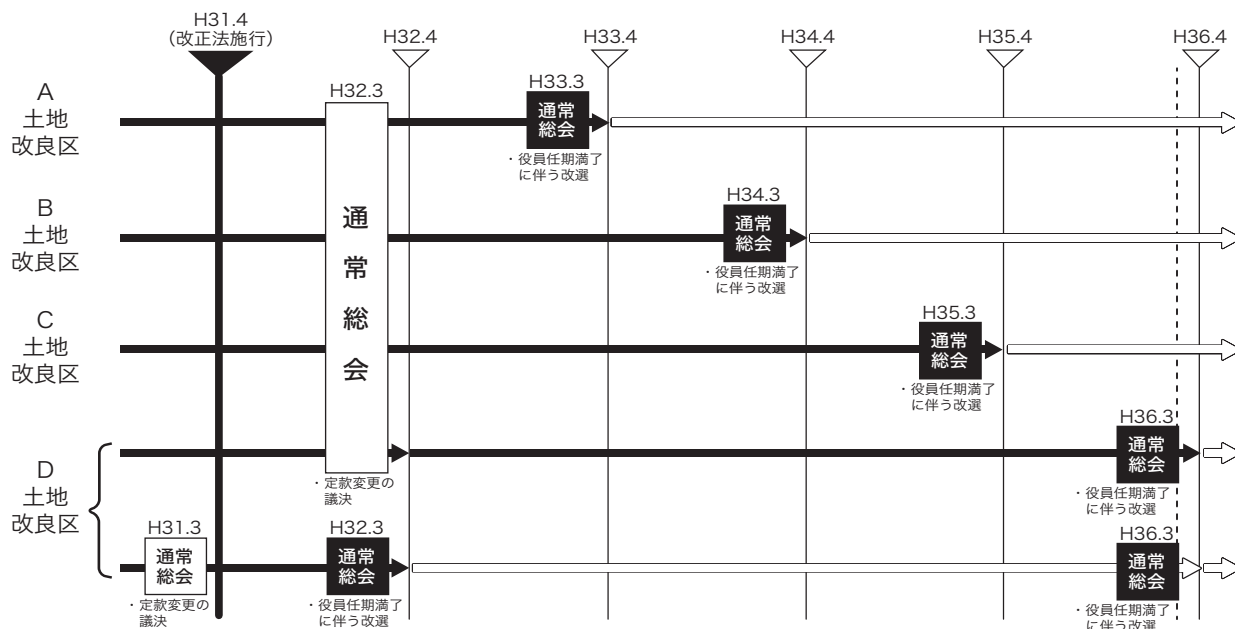 H31.4
(改正法施行)
H32.4
H33.4
H34.4
H35.4
H36.4
A
土地
改良区
H32.3
通
常
総
会
・定款変更の
議決
H33.3
通常
総会
・役員任期満了
に伴う改選
B
土地
改良区
H34.3
通常
総会
・役員任期満了
に伴う改選
C
土地
改良区
H35.3
通常
総会
・役員任期満了
に伴う改選
D
土地
改良区
H36.3
通常
総会
・役員任期満了
に伴う改選
H31.3
通常
総会
・定款変更の
議決
H32.3
通常
総会
・役員任期満了
に伴う改選
H36.3
通常
総会
・役員任期満了
に伴う改選